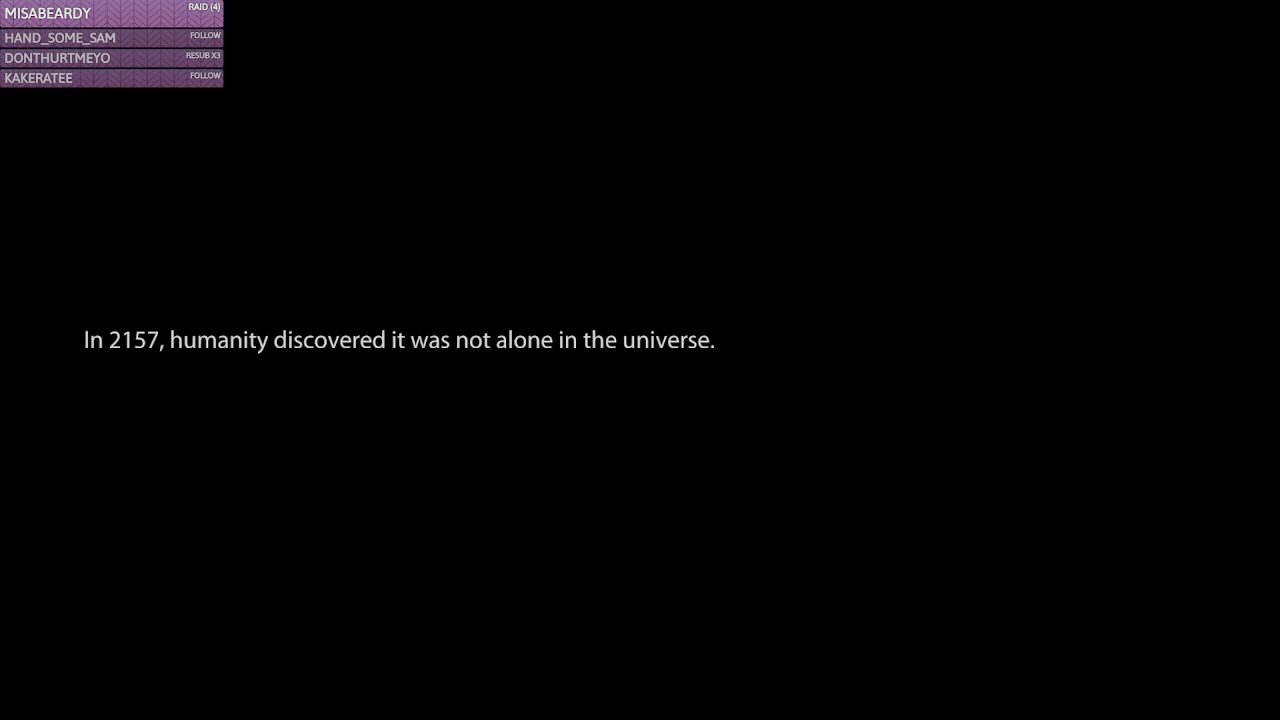 MISABEARDY RAID (4)
HAND_SOME_SAM FOLLOW
DONTHURTMEYO RESUB X3
KAKERATEE FOLLOW
In 2157, humanity discovered it was not alone in the universe.